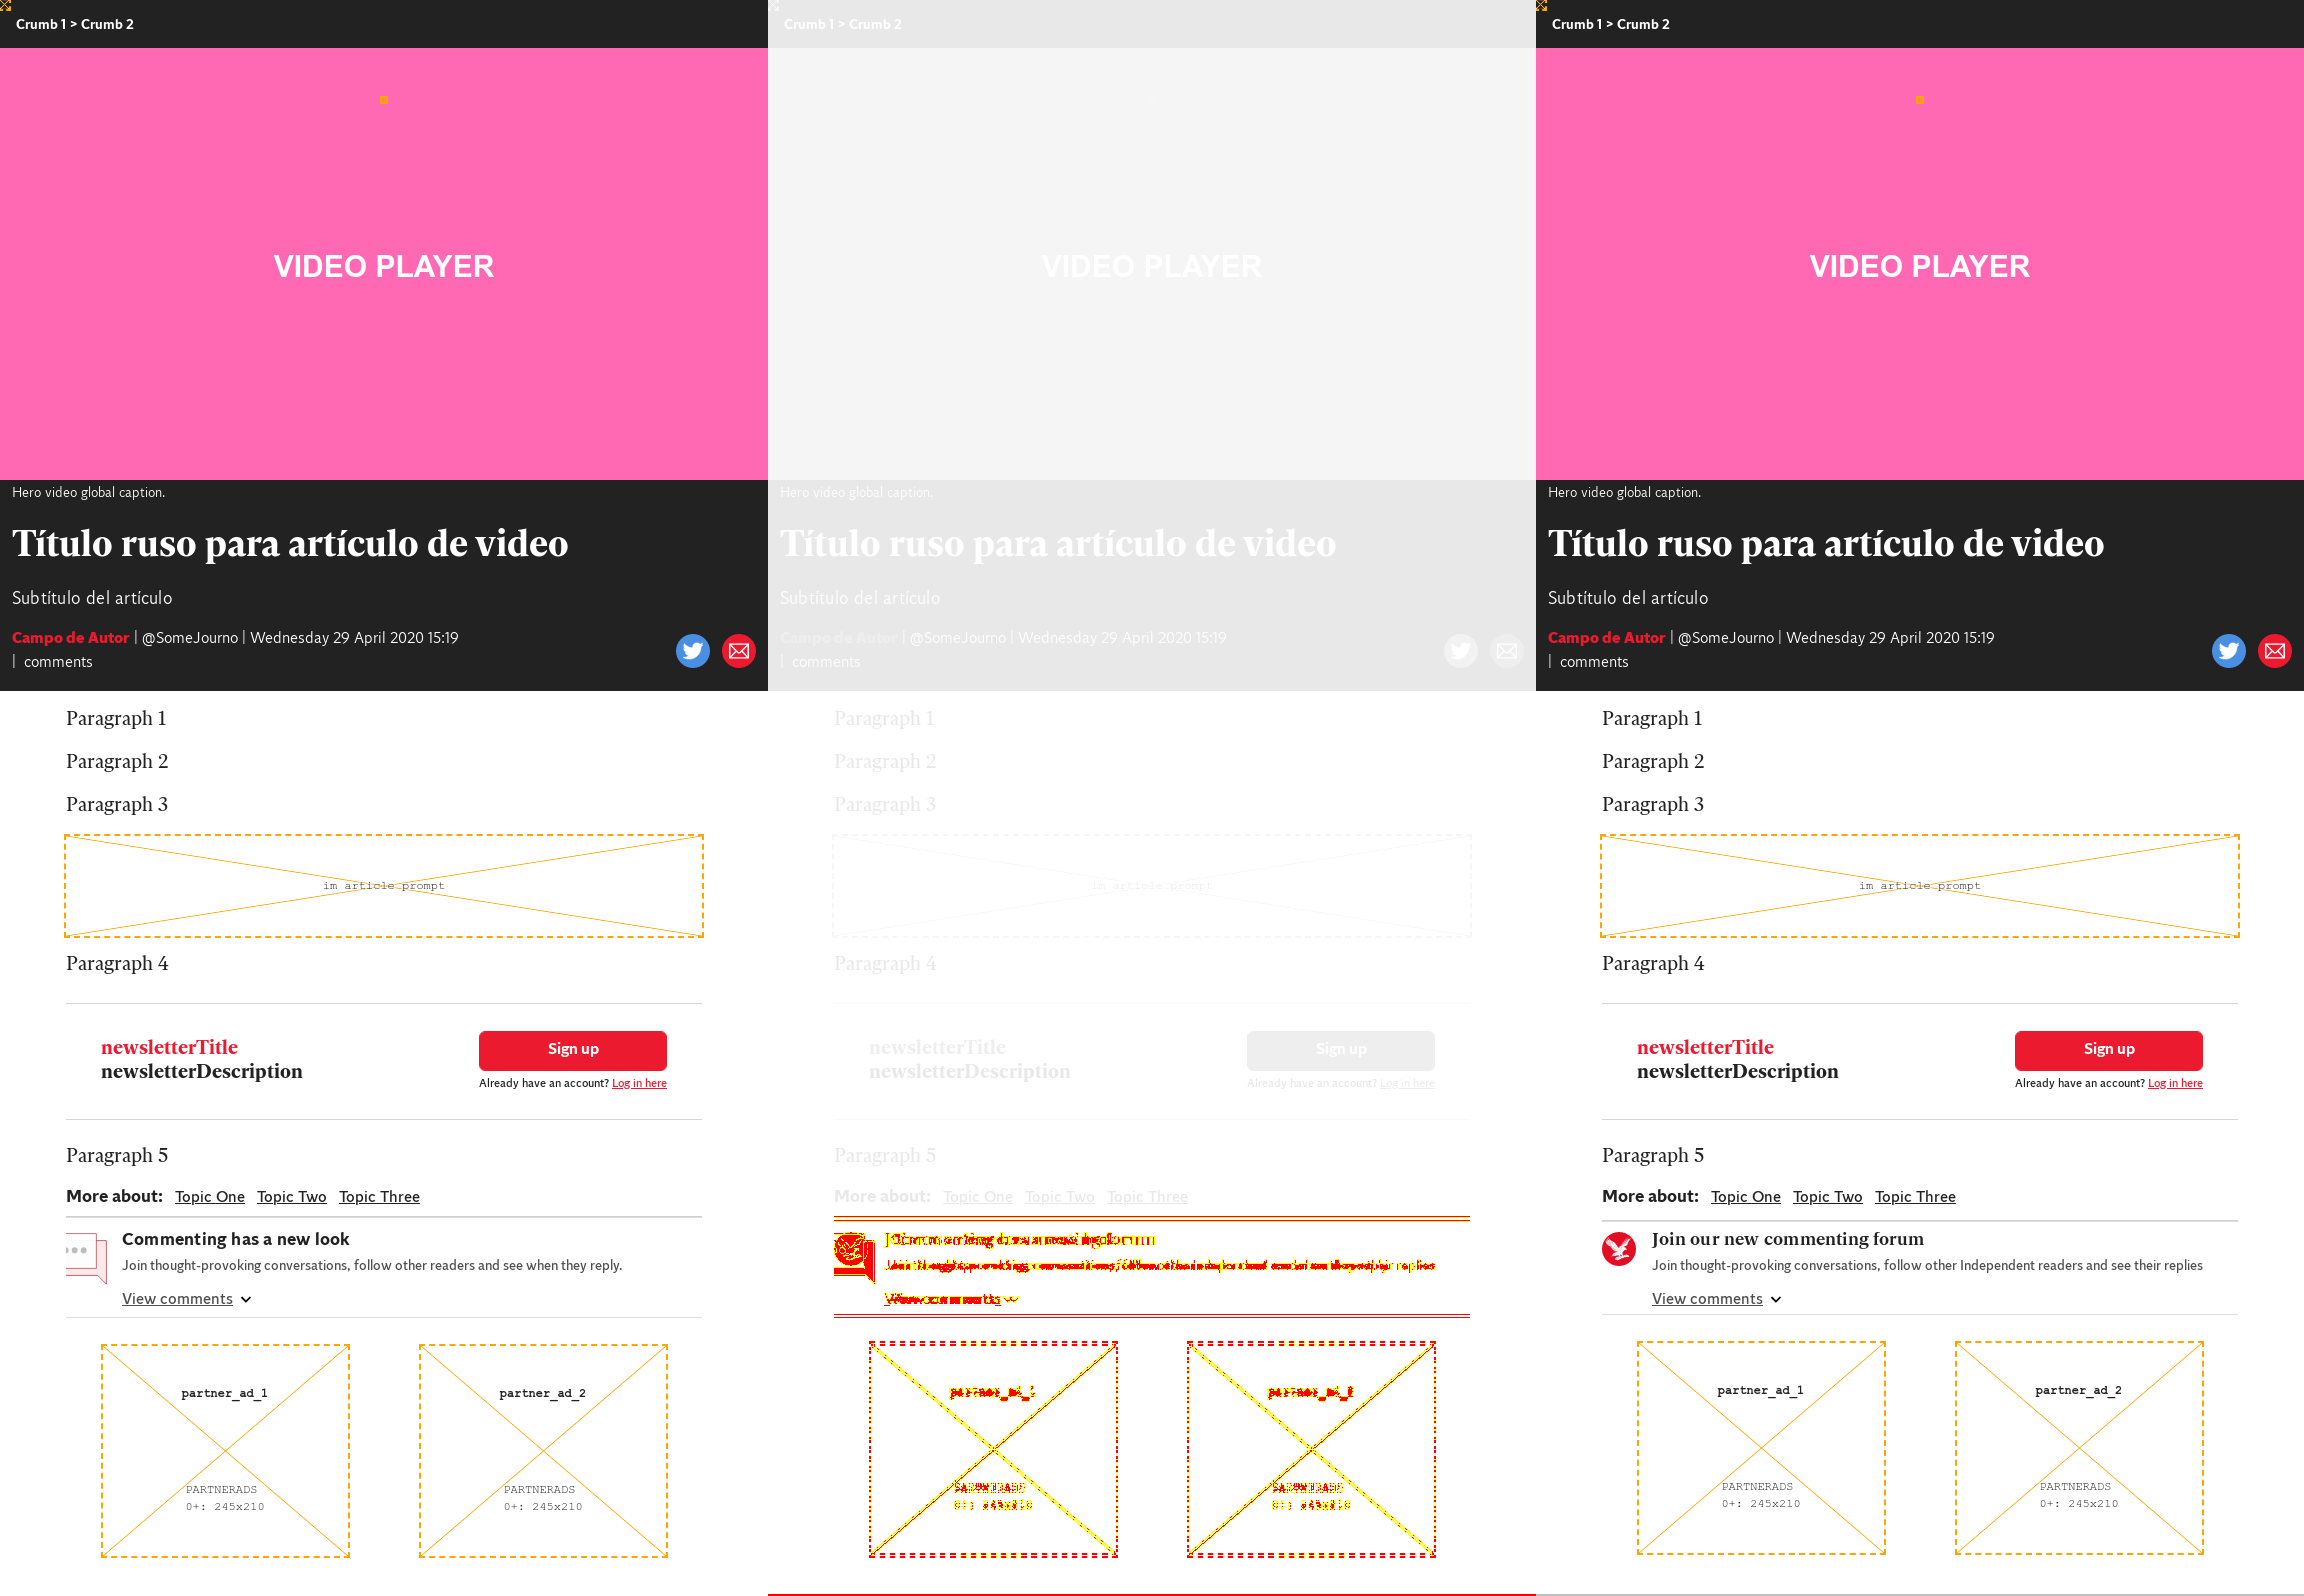 Crumb 1 > Crumb 2
VIDEO PLAYER
Hero video global caption.
Título ruso para artículo de video
Subtítulo del artículo
Campo de Autor | @SomeJourno | Wednesday 29 April 2020 15:19
| comments
Paragraph 1
Paragraph 2
Paragraph 3
im article prompt
Paragraph 4
newsletterTitle
newsletterDescription
Sign up
Already have an account? Log in here
Paragraph 5
More about: Topic One Topic Two Topic Three
Commenting has a new look
Join thought-provoking conversations, follow other readers and see when they reply.
View comments
partner_ad_1
PARTNERADS
0+: 245x210
partner_ad_2
PARTNERADS
0+: 245x210
Crumb 1 > Crumb 2
VIDEO PLAYER
Hero video global caption.
Título ruso para artículo de video
Subtítulo del artículo
Campo de Autor | @SomeJourno | Wednesday 29 April 2020 15:19
| comments
Paragraph 1
Paragraph 2
Paragraph 3
im article prompt
Paragraph 4
newsletterTitle
newsletterDescription
Sign up
Already have an account? Log in here
Paragraph 5
More about: Topic One Topic Two Topic Three
Crumb 1 > Crumb 2
VIDEO PLAYER
Hero video global caption.
Título ruso para artículo de video
Subtítulo del artículo
Campo de Autor | @SomeJourno | Wednesday 29 April 2020 15:19
| comments
Paragraph 1
Paragraph 2
Paragraph 3
im article prompt
Paragraph 4
newsletterTitle
newsletterDescription
Sign up
Already have an account? Log in here
Paragraph 5
More about: Topic One Topic Two Topic Three
Join our new commenting forum
Join thought-provoking conversations, follow other Independent readers and see their replies
View comments
partner_ad_1
PARTNERADS
0+: 245x210
partner_ad_2
PARTNERADS
0+: 245x210